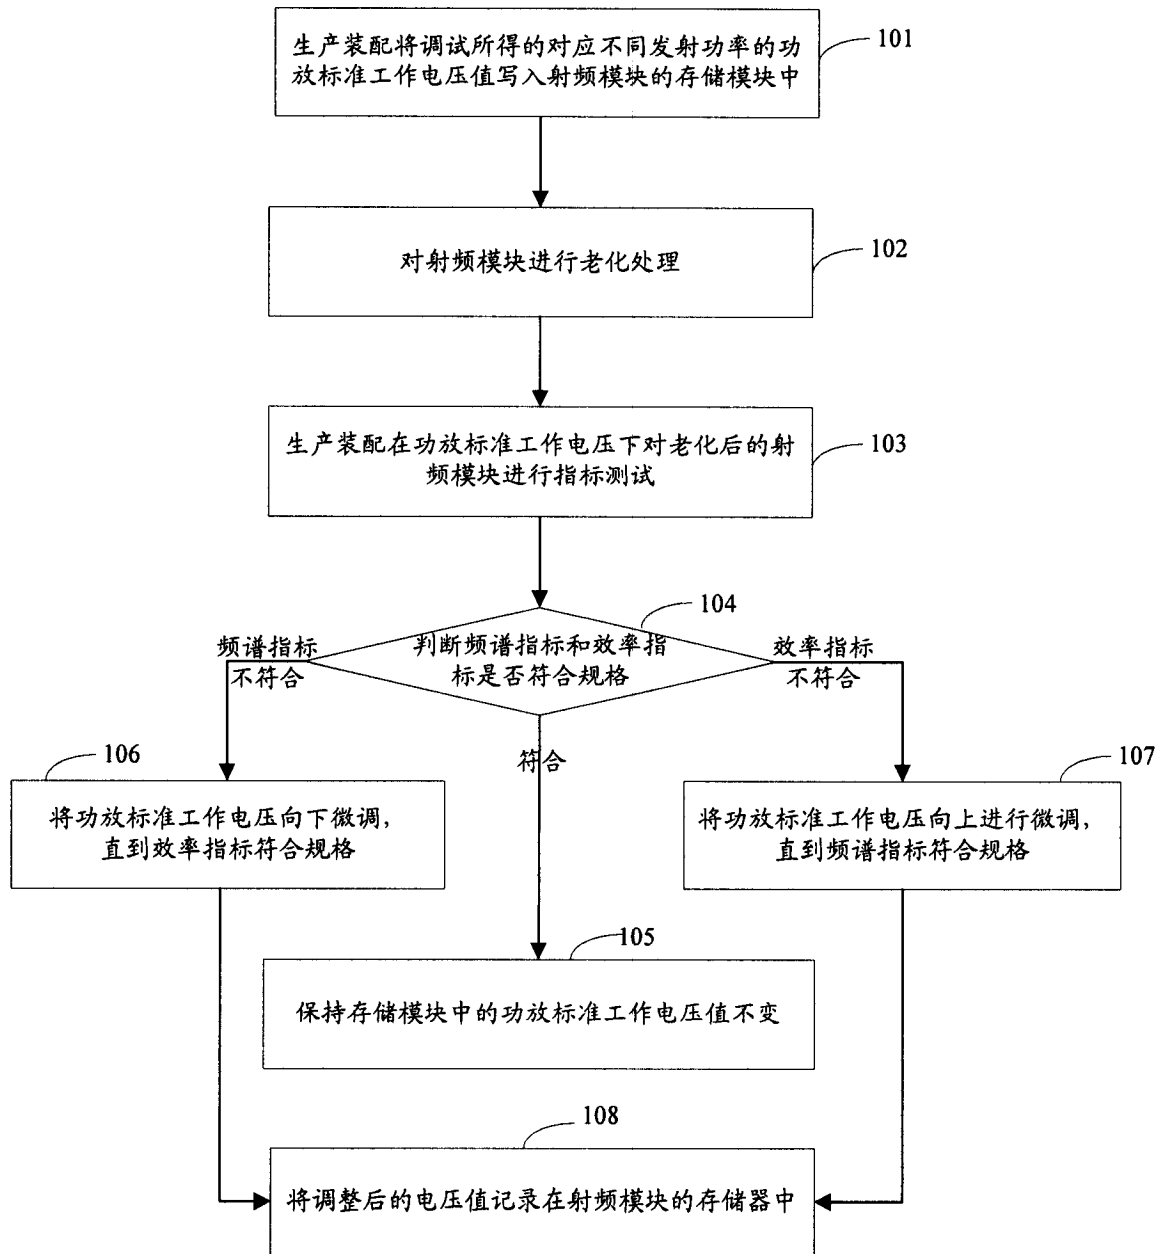 生产装配将调试所得的对应不同发射功率的功
放标准工作电压值写入射频模块的存储模块中
101
对射频模块进行老化处理
102
生产装配在功放标准工作电压下对老化后的射
频模块进行指标测试
103
104
判断频谱指标和效率指
标是否符合规格
频谱指标
不符合
效率指标
不符合
符合
106
将功放标准工作电压向下微调,
直到效率指标符合规格
107
将功放标准工作电压向上进行微调,
直到频谱指标符合规格
105
保持存储模块中的功放标准工作电压值不变
108
将调整后的电压值记录在射频模块的存储器中